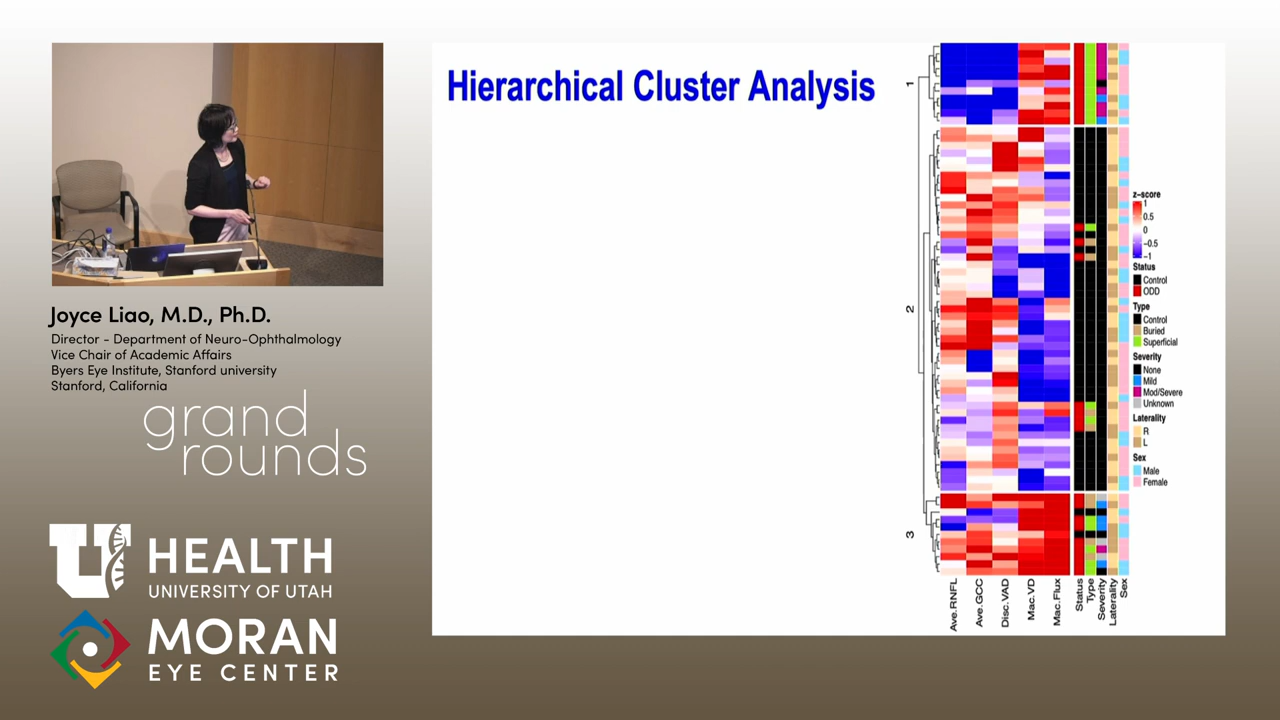 Hierarchical Cluster Analysis
1
2
3
z-score
1
0.5
0
−0.5
−1
Status
Control
ODD
Type
Control
Buried
Superficial
Severity
None
Mild
Mod/Severe
Unknown
Laterality
R
L
Sex
Male
Female
Ave.RNFL
Ave.GCC
Disc.VAD
Mac.VD
Mac.Flux
Status
Type
Severity
Laterality
Sex
Joyce Liao, M.D., Ph.D.
Director - Department of Neuro-Ophthalmology
Vice Chair of Academic Affairs
Byers Eye Institute, Stanford university
Stanford, California
grand
rounds
U HEALTH
UNIVERSITY OF UTAH
MORAN
EYE CENTER